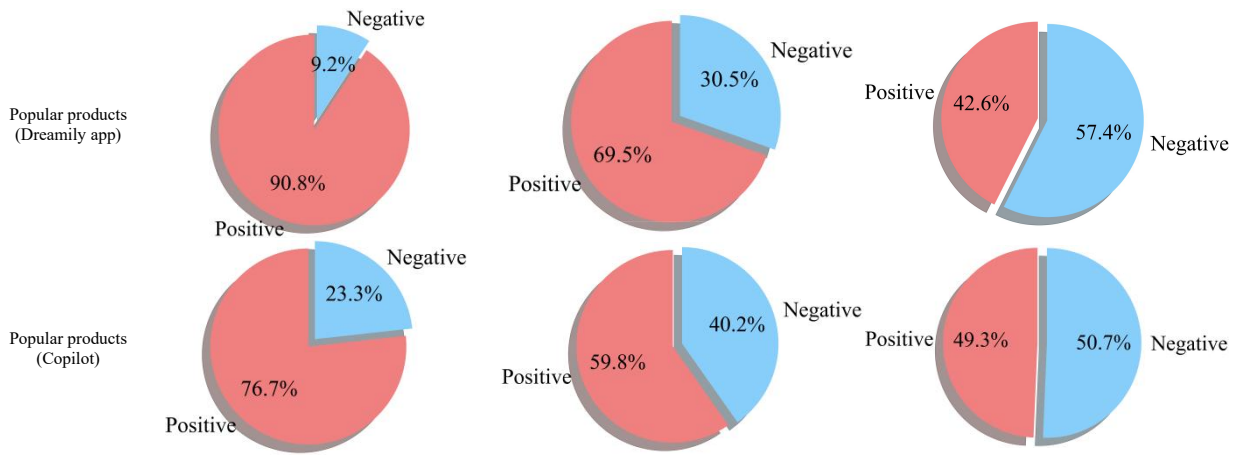 Popular products
(Dreamily app)
Negative
9.2%
90.8%
Positive
Negative
30.5%
69.5%
Positive
Positive
42.6%
57.4%
Negative
Popular products
(Copilot)
Negative
23.3%
76.7%
Positive
Negative
40.2%
59.8%
Positive
Positive
49.3%
50.7%
Negative